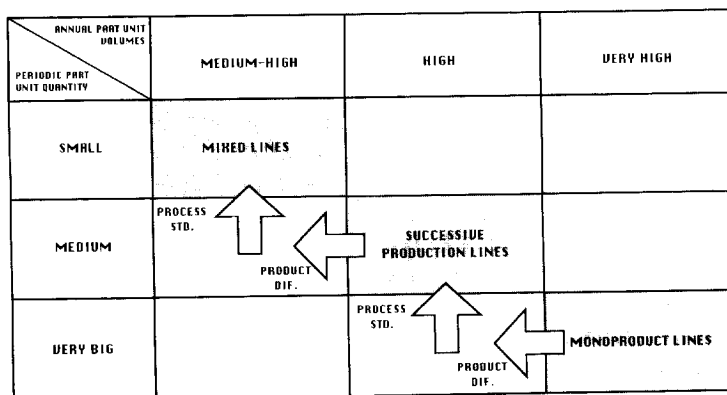 ANNUAL PART UNIT
VOLUMES
PERIODIC PART
UNIT QUANTITY
MEDIUM-HIGH
HIGH
VERY HIGH
SMALL
MIXED LINES
MEDIUM
PROCESS
STD.
PRODUCT
DIF.
SUCCESSIVE
PRODUCTION LINES
VERY BIG
PROCESS
STD.
PRODUCT
DIF.
MONOPRODUCT LINES